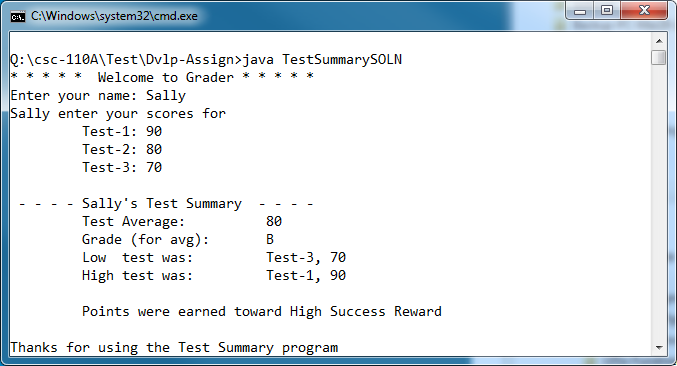 C:\Windows\system32\cmd.exe
Q:\csc-110A\Test\Dvlp-Assign>java TestSummarySOLN
* * * * *  Welcome to Grader * * * * *
Enter your name: Sally
Sally enter your scores for
Test-1: 90
Test-2: 80
Test-3: 70
- - - - Sally's Test Summary  - - - -
Test Average:          80
Grade (for avg):       B
Low  test was:         Test-3, 70
High test was:         Test-1, 90
Points were earned toward High Success Reward
Thanks for using the Test Summary program